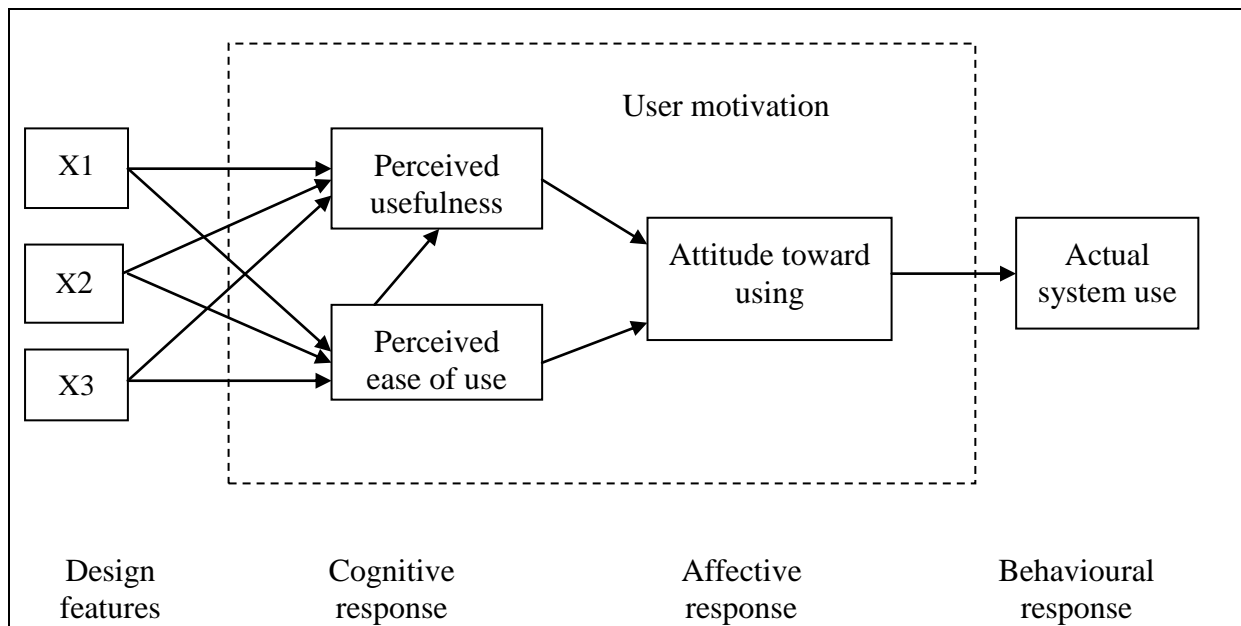 User motivation
X1
X2
X3
Perceived
usefulness
Perceived
ease of use
Attitude toward
using
Actual
system use
Design
features
Cognitive
response
Affective
response
Behavioural
response